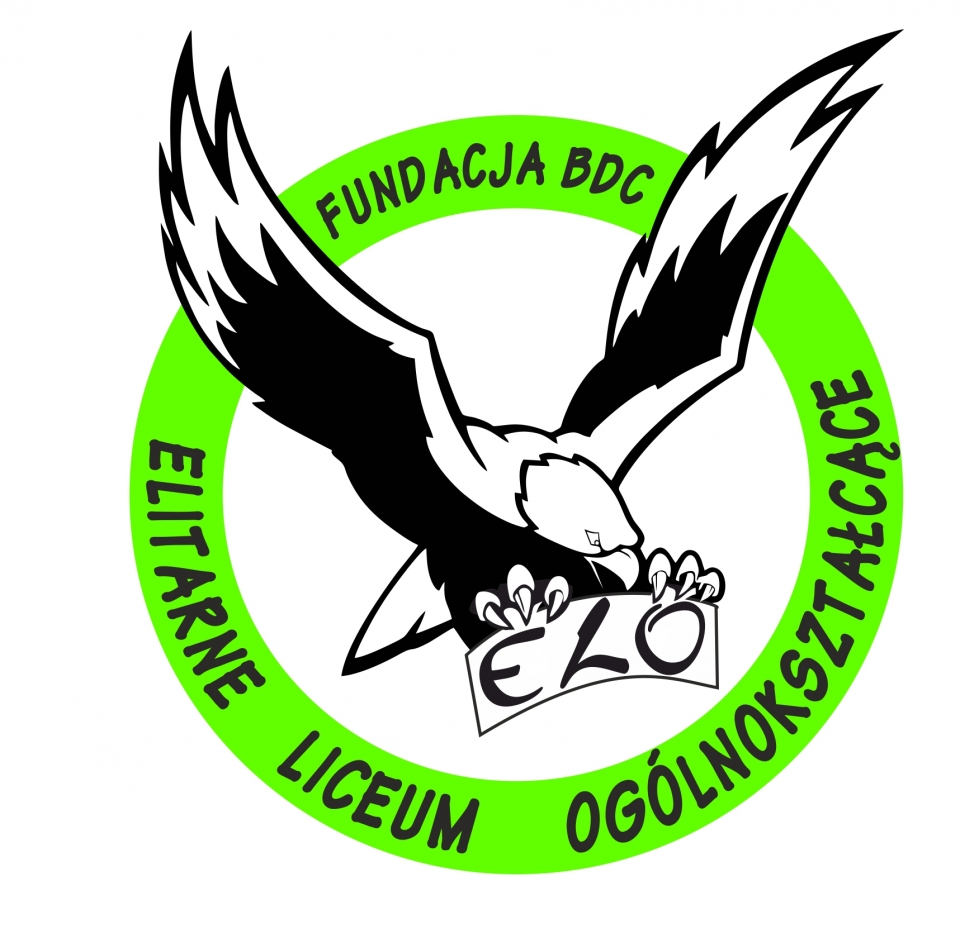 FUNDACJA BDC
ELITARNE LICEUM OGÓLNOKSZTAŁCĄCE
ELO